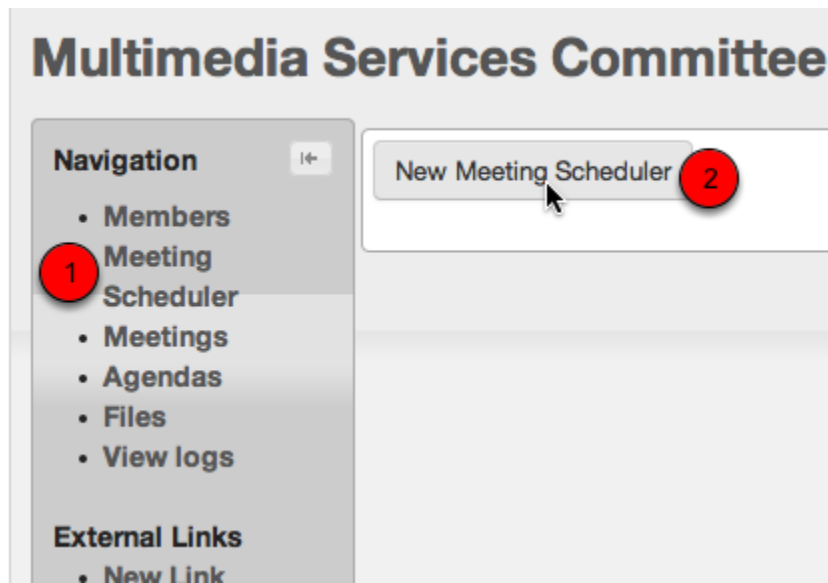 Multimedia Services Committee
Navigation
New Meeting Scheduler
2
• Members
1
• Meeting
Scheduler
• Meetings
• Agendas
• Files
• View logs
External Links
• New Link